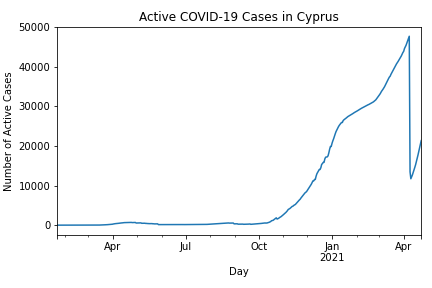 Active COVID-19 Cases in Cyprus
50000
40000
30000
20000
10000
0
Number of Active Cases
Apr Jul Oct Jan Apr
2021
Day